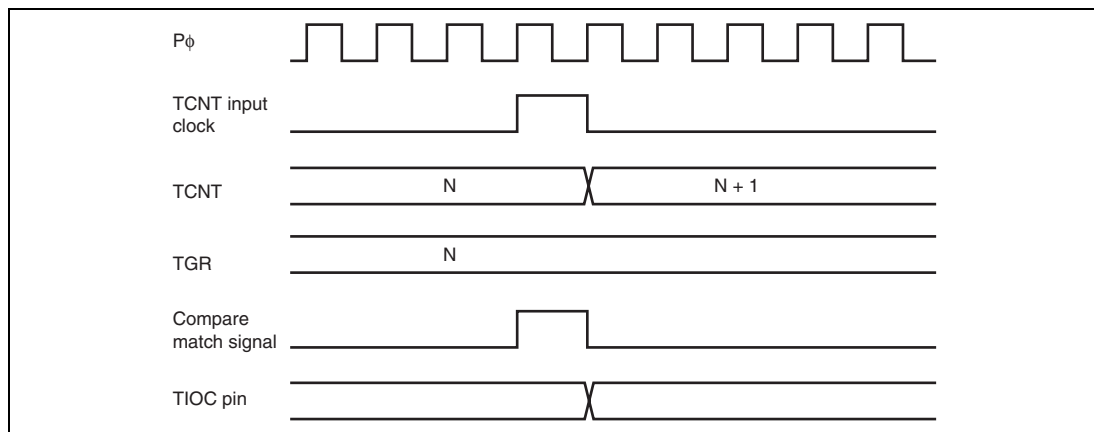 Pϕ
TCNT input
clock
TCNT
N
N + 1
TGR
N
Compare
match signal
TIOC pin